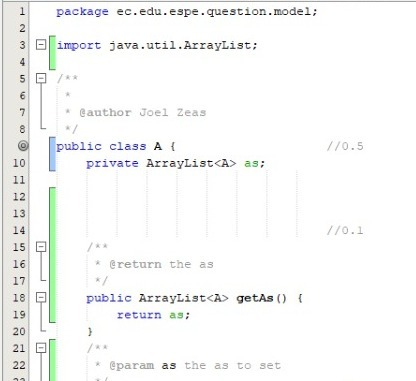 1 package ec.edu.espe.question.model;
2
3 import java.util.ArrayList;
4
5 /**
6 *
7 * @author Joel Zeas
8 */
public class A { //0.5
10 private ArrayList<A> as;
11
12
13
14 //0.1
15 /**
16 * @return the as
17 */
18 public ArrayList<A> getAs() {
19 return as;
20 }
21 /**
22 * @param as the as to set